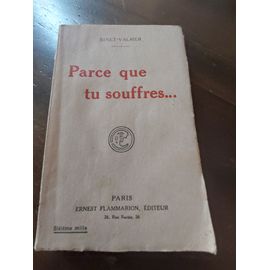 BINET-VALMER
Parce que
tu souffres...
PARIS
ERNEST FLAMMARION, ÉDITEUR
26, Rue Racine, 26
Sixième mille